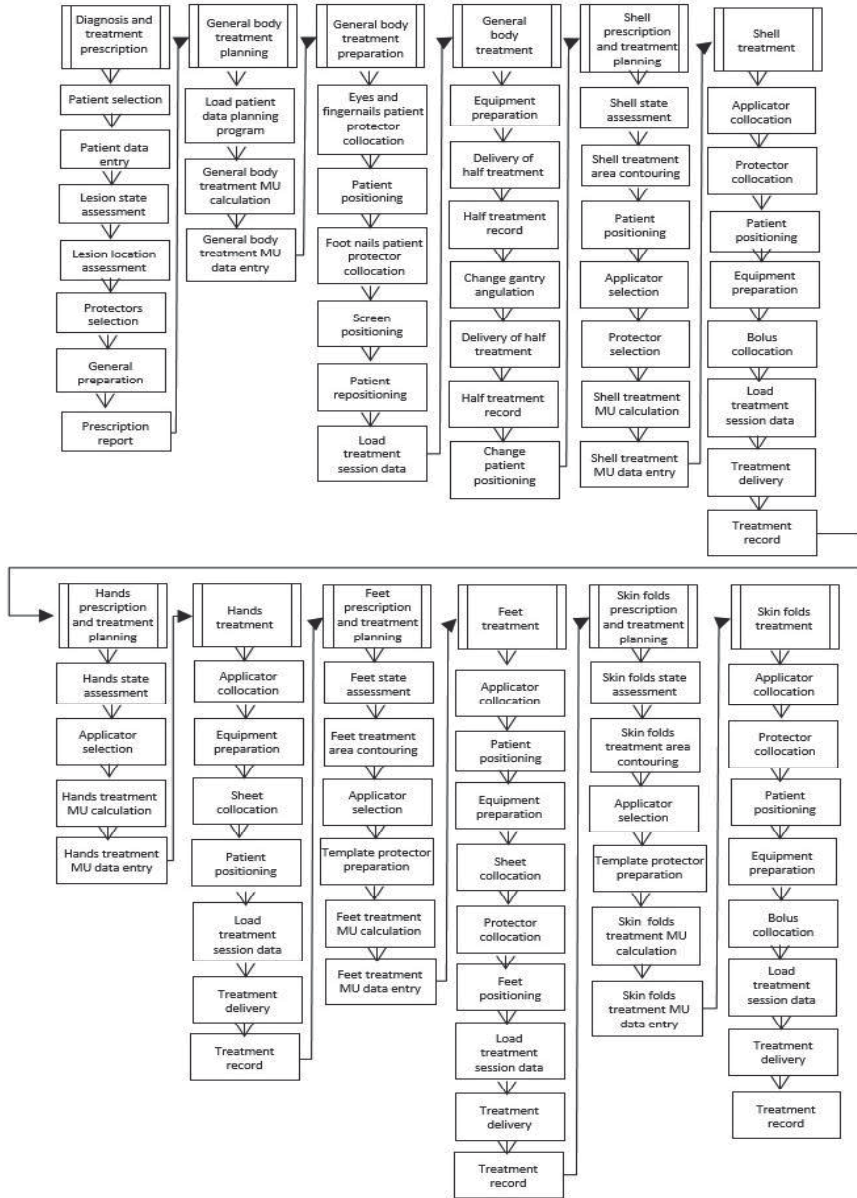 Diagnosis and
treatment
prescription
Patient selection
Patient data
entry
Lesion state
assessment
Lesion location
assessment
Protectors
selection
General
preparation
Prescription
report
General body
treatment
planning
Load patient
data planning
program
General body
treatment MU
calculation
General body
treatment MU
data entry
General body
treatment
preparation
Eyes and
fingernails patient
protector
collocation
Patient
positioning
Foot nails patient
protector
collocation
Screen
positioning
Patient
repositioning
Load
treatment
session data
General
body
treatment
Equipment
preparation
Delivery of
half treatment
Half treatment
record
Change gantry
angulation
Delivery of half
treatment
Half treatment
record
Change
patient
positioning
Shell
prescription
and treatment
planning
Shell state
assessment
Shell treatment
area contouring
Patient
positioning
Applicator
selection
Protector
selection
Shell treatment
MU calculation
Shell treatment
MU data entry
Shell
treatment
Applicator
collocation
Protector
collocation
Patient
positioning
Equipment
preparation
Bolus
collocation
Load
treatment
session data
Treatment
delivery
Treatment
record
Hands
prescription
and treatment
planning
Hands state
assessment
Applicator
selection
Hands treatment
MU calculation
Hands treatment
MU data entry
Hands
treatment
Applicator
collocation
Equipment
preparation
Sheet
collocation
Patient
positioning
Load
treatment
session data
Treatment
delivery
Treatment
record
Feet
prescription
and treatment
planning
Feet state
assessment
Feet treatment
area contouring
Applicator
selection
Template protector
preparation
Feet treatment
MU calculation
Feet treatment
MU data entry
Feet
treatment
Applicator
collocation
Patient
positioning
Equipment
preparation
Sheet
collocation
Protector
collocation
Feet
positioning
Load
treatment
session data
Treatment
delivery
Treatment
record
Skin folds
prescription
and treatment
planning
Skin folds state
assessment
Skin folds
treatment area
contouring
Applicator
selection
Template protector
preparation
Skin folds
treatment MU
calculation
Skin folds
treatment MU
data entry
Skin folds
treatment
Applicator
collocation
Protector
collocation
Patient
positioning
Equipment
preparation
Bolus
collocation
Load
treatment
session data
Treatment
delivery
Treatment
record